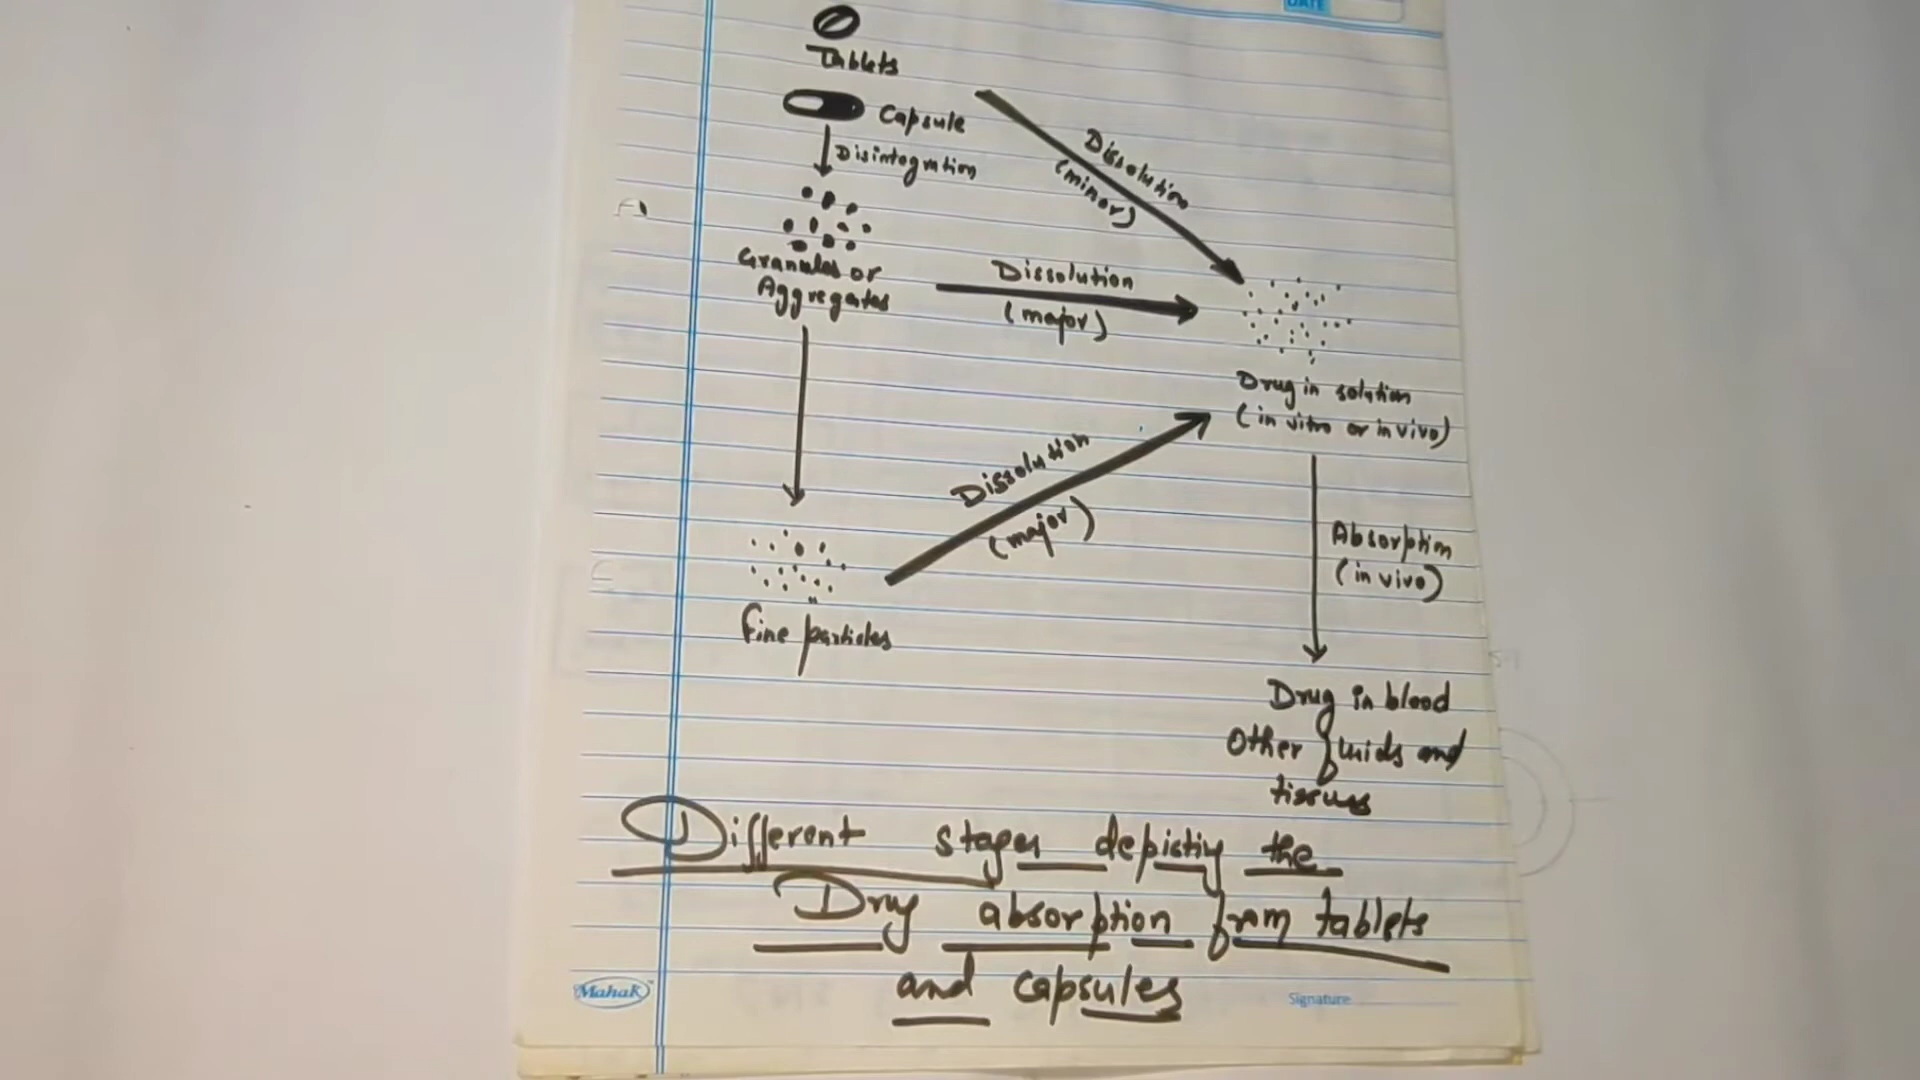 DATE
Tablets
Capsule
Disintegration
Dissolution
(minor)
Granules or
Aggregates
Dissolution
(major)
Drug in solution
(in vitro or in vivo)
Dissolution
(major)
Absorption
(in vivo)
Fine particles
Drug in blood
Other fluids and
tissues
Different stages depicting the
Drug absorption from tablets
and capsules
Mahak
Signature